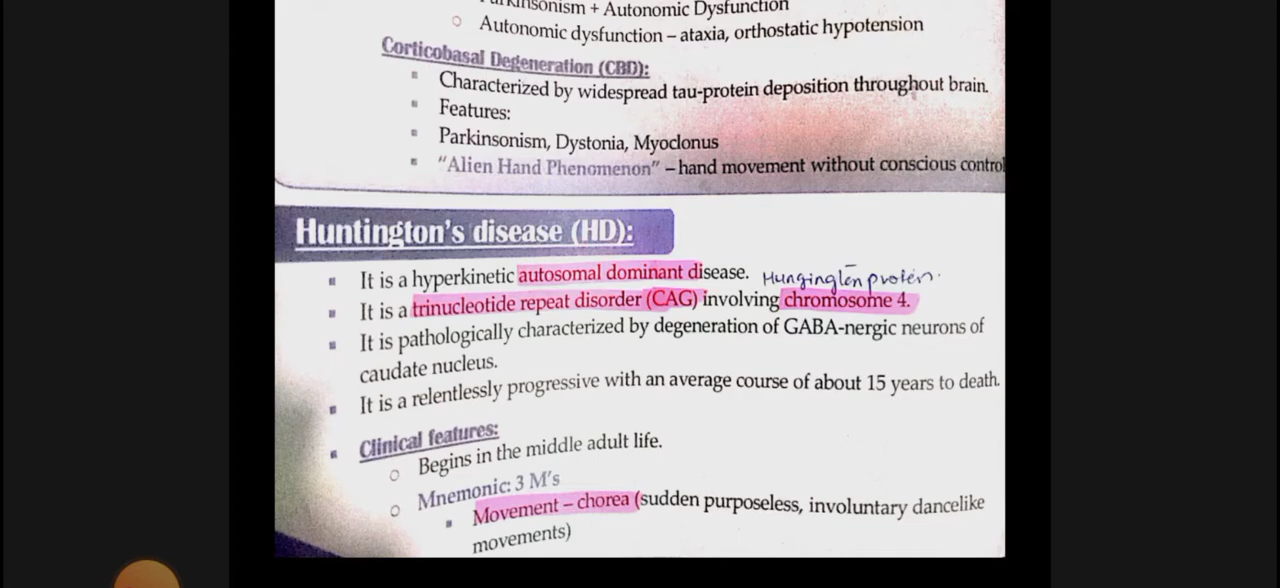 Parkinsonism + Autonomic Dysfunction
○ Autonomic dysfunction – ataxia, orthostatic hypotension
Corticobasal Degeneration (CBD):
▪ Characterized by widespread tau-protein deposition throughout brain.
▪ Features:
▪ Parkinsonism, Dystonia, Myoclonus
▪ “Alien Hand Phenomenon” – hand movement without conscious control
Huntington’s disease (HD):
▪ It is a hyperkinetic autosomal dominant disease. Hungington protein.
▪ It is a trinucleotide repeat disorder (CAG) involving chromosome 4.
▪ It is pathologically characterized by degeneration of GABA-nergic neurons of
caudate nucleus.
▪ It is a relentlessly progressive with an average course of about 15 years to death.
▪ Clinical features:
○ Begins in the middle adult life.
○ Mnemonic: 3 M’s
▪ Movement – chorea (sudden purposeless, involuntary dancelike
movements)